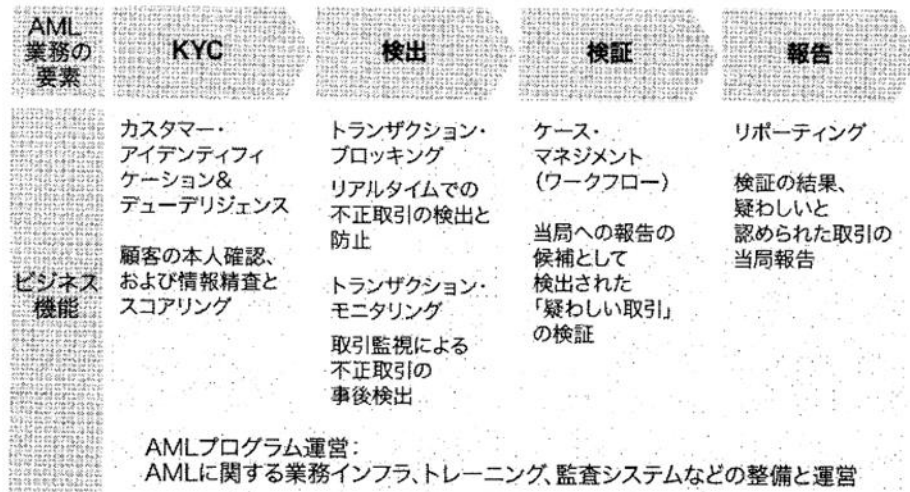 AML
業務の
要素
KYC
検出
検証
報告
ビジネス
機能
カスタマー・
アイデンティフィ
ケーション&
デューデリジェンス
顧客の本人確認、
および情報精査と
スコアリング
トランザクション・
ブロッキング
リアルタイムでの
不正取引の検出と
防止
トランザクション・
モニタリング
取引監視による
不正取引の
事後検出
ケース・
マネジメント
(ワークフロー)
当局への報告の
候補として
検出された
「疑わしい取引」
の検証
リポーティング
検証の結果、
疑わしいと
認められた取引の
当局報告
AMLプログラム運営:
AMLに関する業務インフラ、トレーニング、監査システムなどの整備と運営